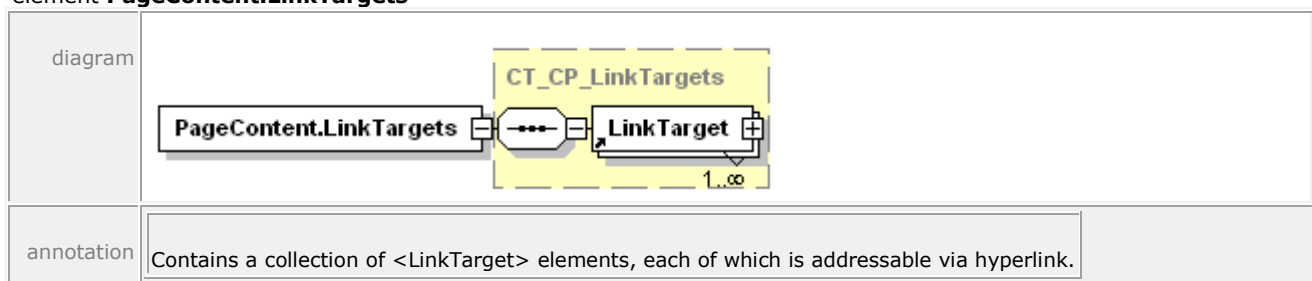 element PageContent.LinkTargets
diagram
CT_CP_LinkTargets
PageContent.LinkTargets
LinkTarget
1..∞
annotation
Contains a collection of <LinkTarget> elements, each of which is addressable via hyperlink.